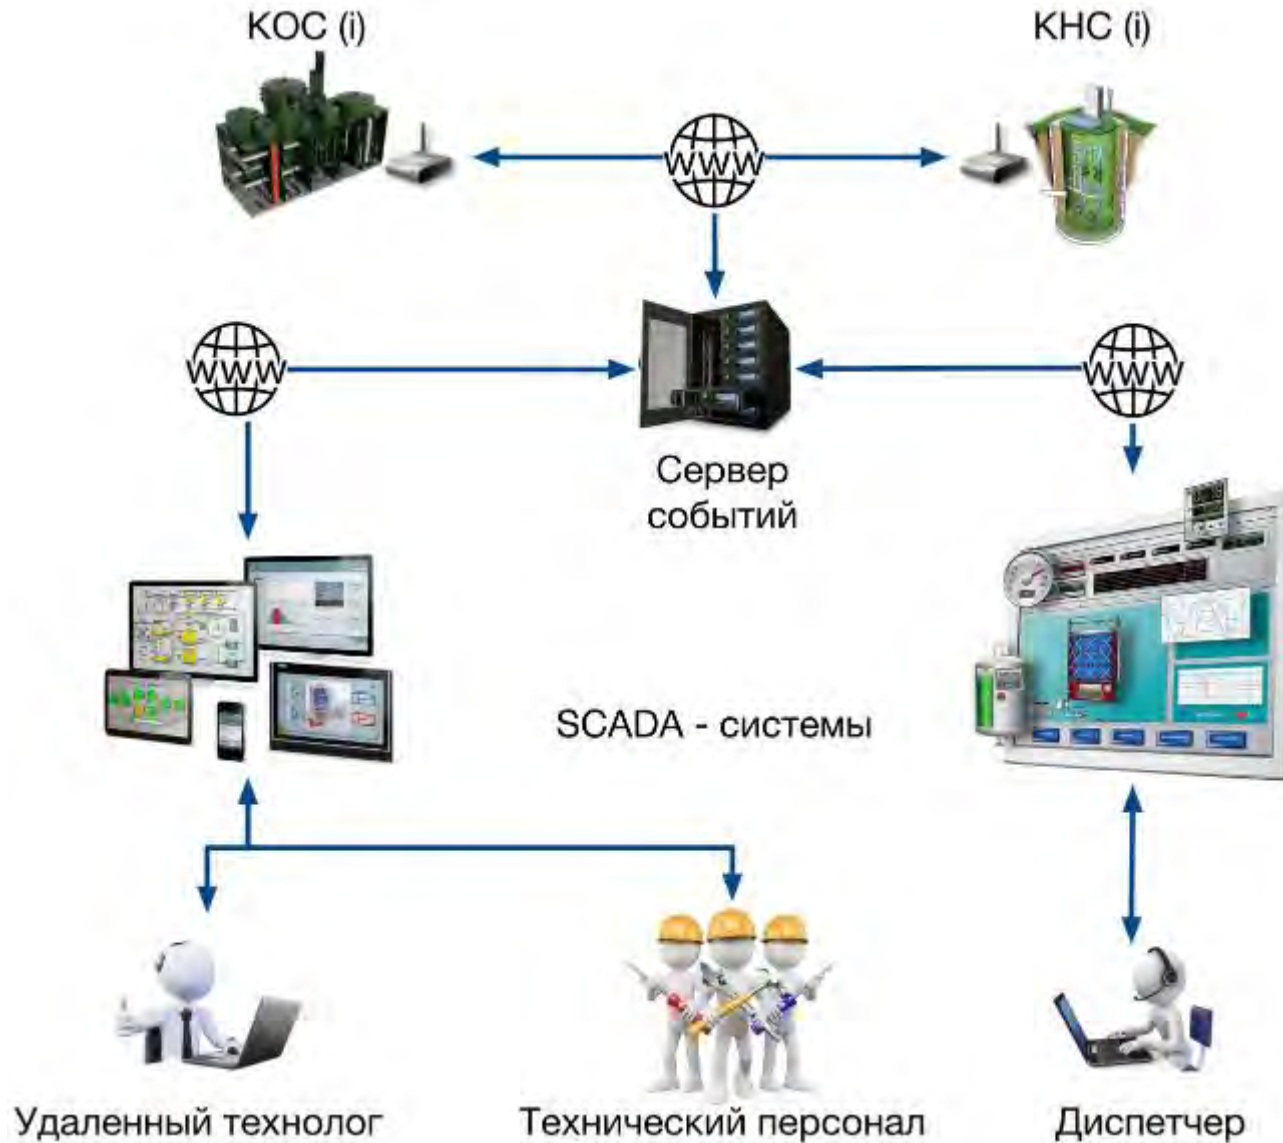 КОС (i)
КНС (i)
WWW
WWW
WWW
Сервер
событий
SCADA - системы
Удаленный технолог
Технический персонал
Диспетчер